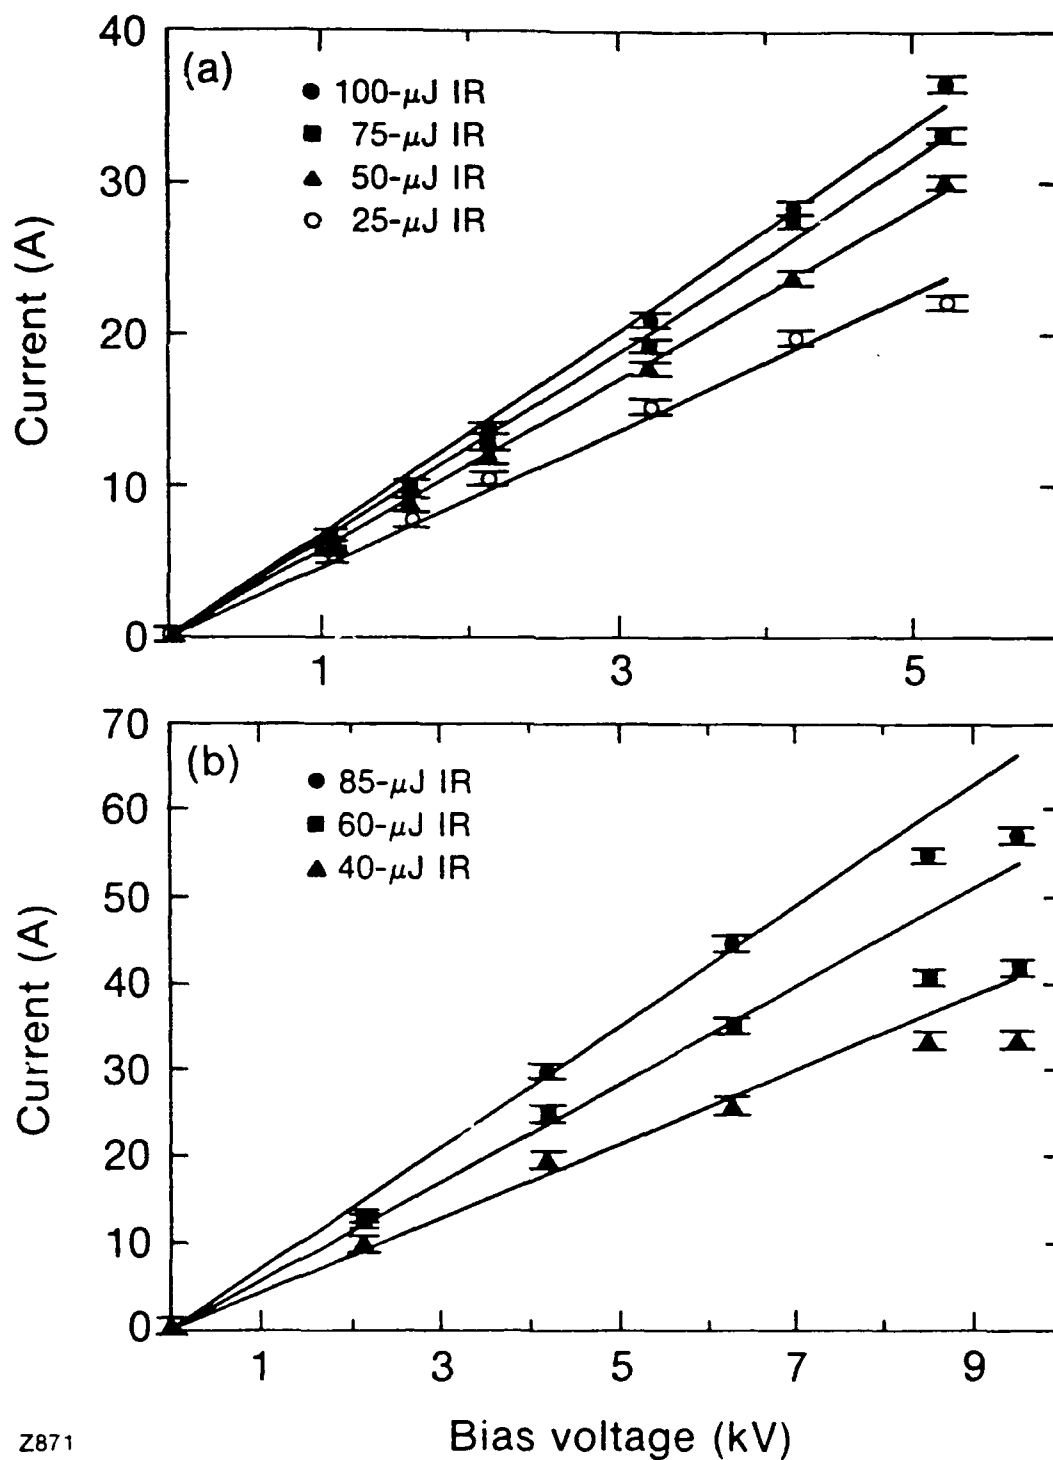 (a)
100-μJ IR
75-μJ IR
50-μJ IR
25-μJ IR
Current (A)
40
30
20
10
0
1 3 5
(b)
85-μJ IR
60-μJ IR
40-μJ IR
Current (A)
70
60
50
40
30
20
10
0
1 3 5 7 9
Bias voltage (kV)
Z871